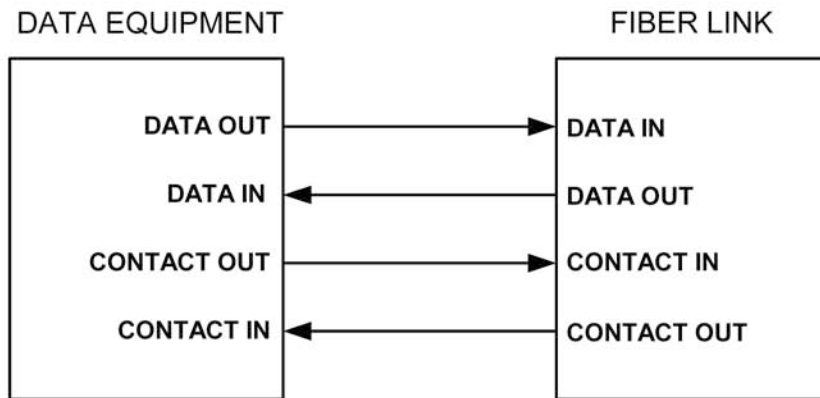 DATA EQUIPMENT
FIBER LINK
DATA OUT
DATA IN
DATA IN
DATA OUT
CONTACT OUT
CONTACT IN
CONTACT IN
CONTACT OUT